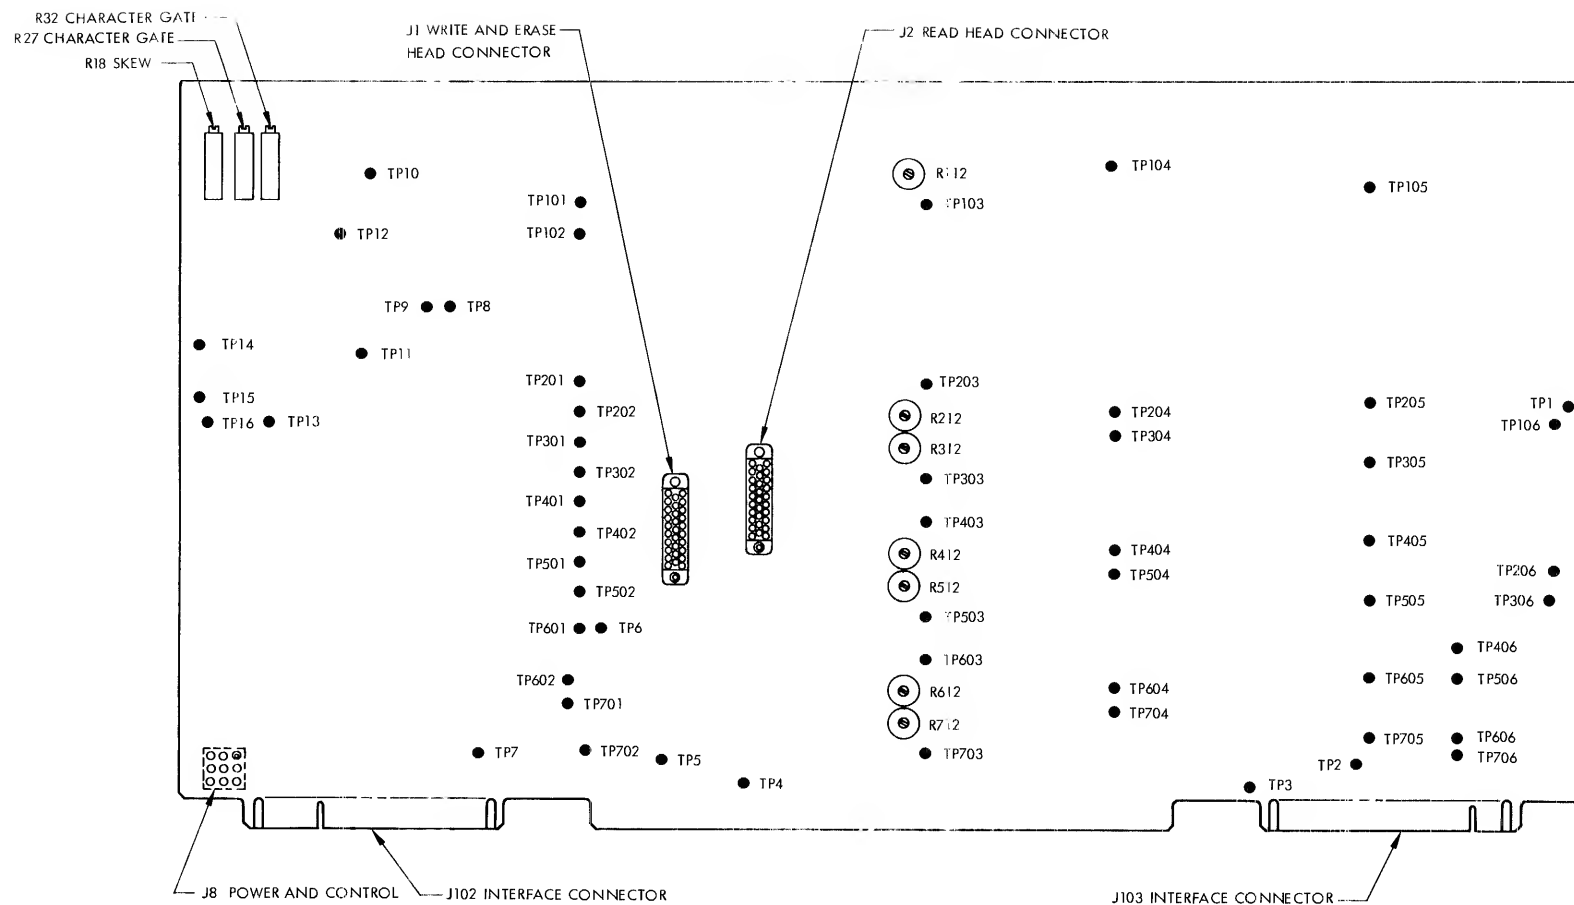 R32 CHARACTER GATE
R27 CHARACTER GATE
R18 SKEW
J1 WRITE AND ERASE
HEAD CONNECTOR
J2 READ HEAD CONNECTOR
TP10
TP101
R112
TP103
TP104
TP105
TP12
TP102
TP9
TP8
TP14
TP11
TP201
TP203
TP15
TP202
R212
TP204
TP205
TP1
TP16
TP13
TP106
TP301
R312
TP304
TP302
TP303
TP305
TP401
TP403
TP402
TP405
TP501
R412
TP404
TP206
TP502
R512
TP504
TP505
TP306
TP601
TP6
TP503
TP406
TP602
TP603
TP605
TP506
TP701
R612
TP604
TP704
R712
TP7
TP702
TP5
TP703
TP705
TP606
TP706
TP2
TP4
TP3
J8 POWER AND CONTROL
J102 INTERFACE CONNECTOR
J103 INTERFACE CONNECTOR